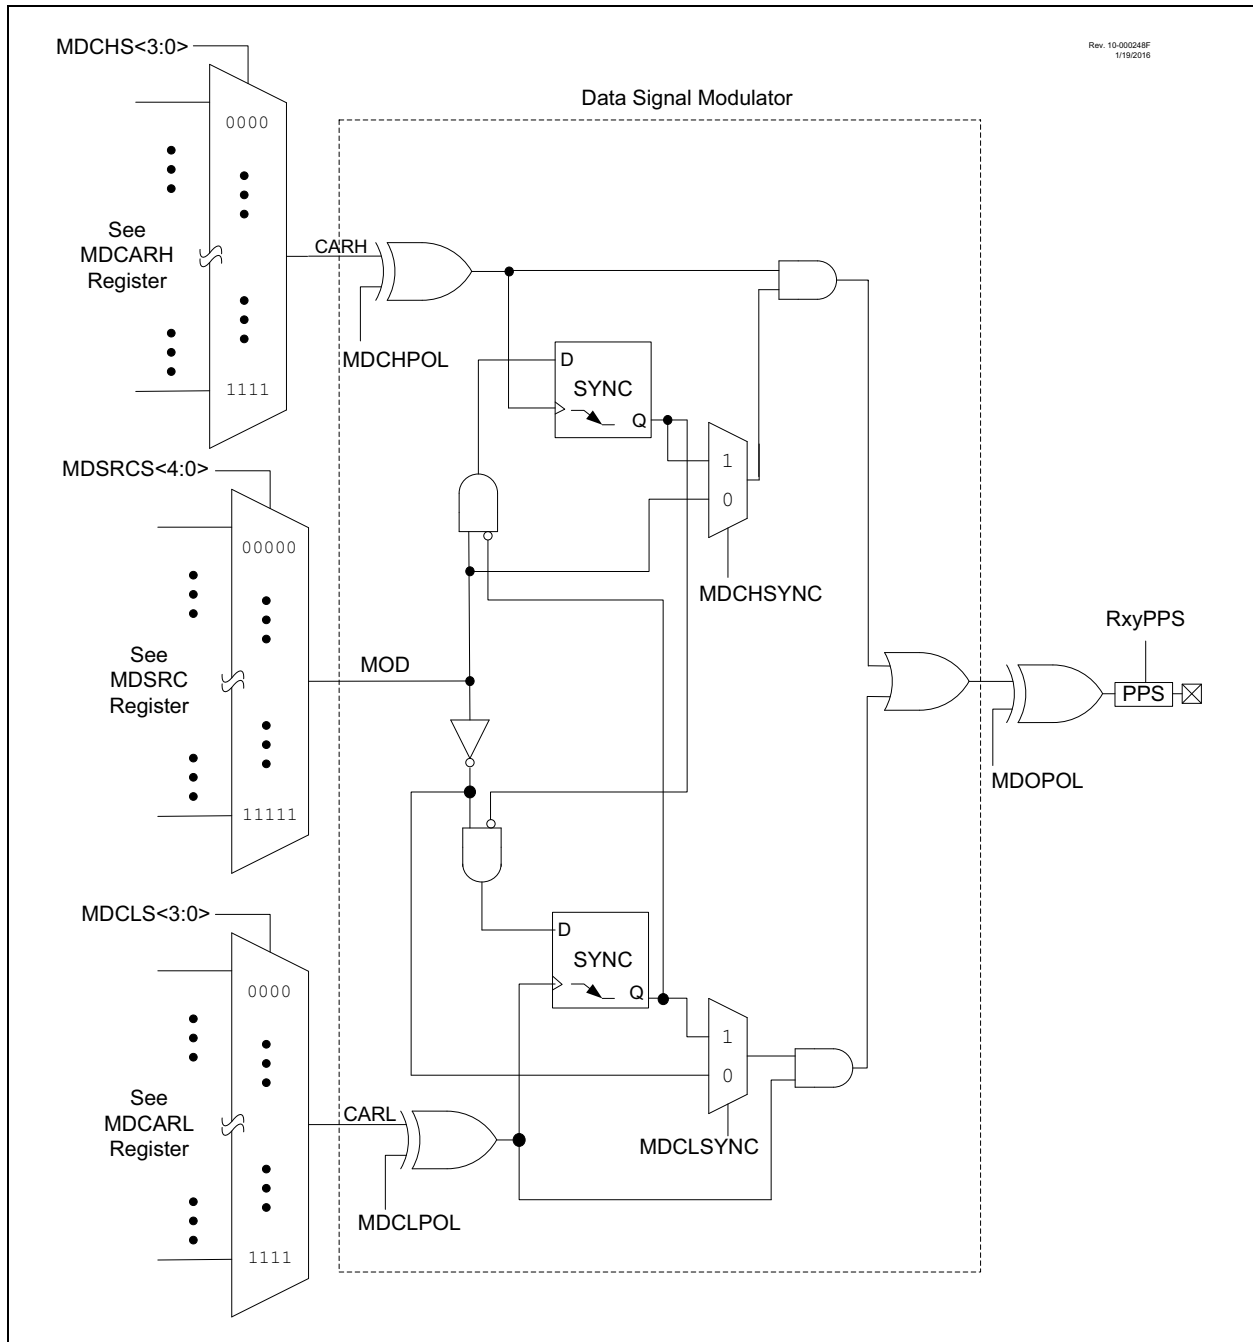 MDCHS<3:0>
Rev. 10-000248F
1/19/2016
Data Signal Modulator
0000
See
MDCARH
Register
CARH
1111
MDCHPOL
D
SYNC
Q
1
0
MDCHSYNC
MDSRCS<4:0>
00000
See
MDSRC
Register
MOD
11111
RxyPPS
PPS
MDOPOL
MDCLS<3:0>
0000
D
SYNC
Q
1
0
MDCLSYNC
See
MDCARL
Register
CARL
MDCLPOL
1111